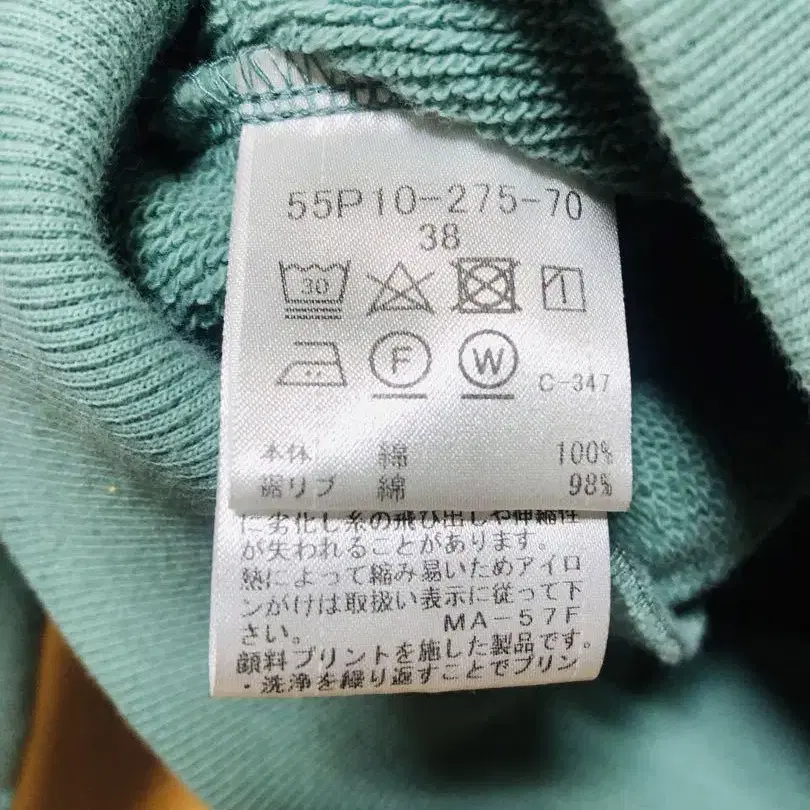 55P10-275-70
38
30
F W C-347
本体 綿 100%
裾リブ 綿 98%
に劣化し糸の飛び出しや伸縮性
が失われることがあります。
熱によって縮み易いためアイロ
ンがけは取扱い表示に従って下
さい。 MA-57F
顔料プリントを施した製品です。
・洗浄を繰り返すことでプリン